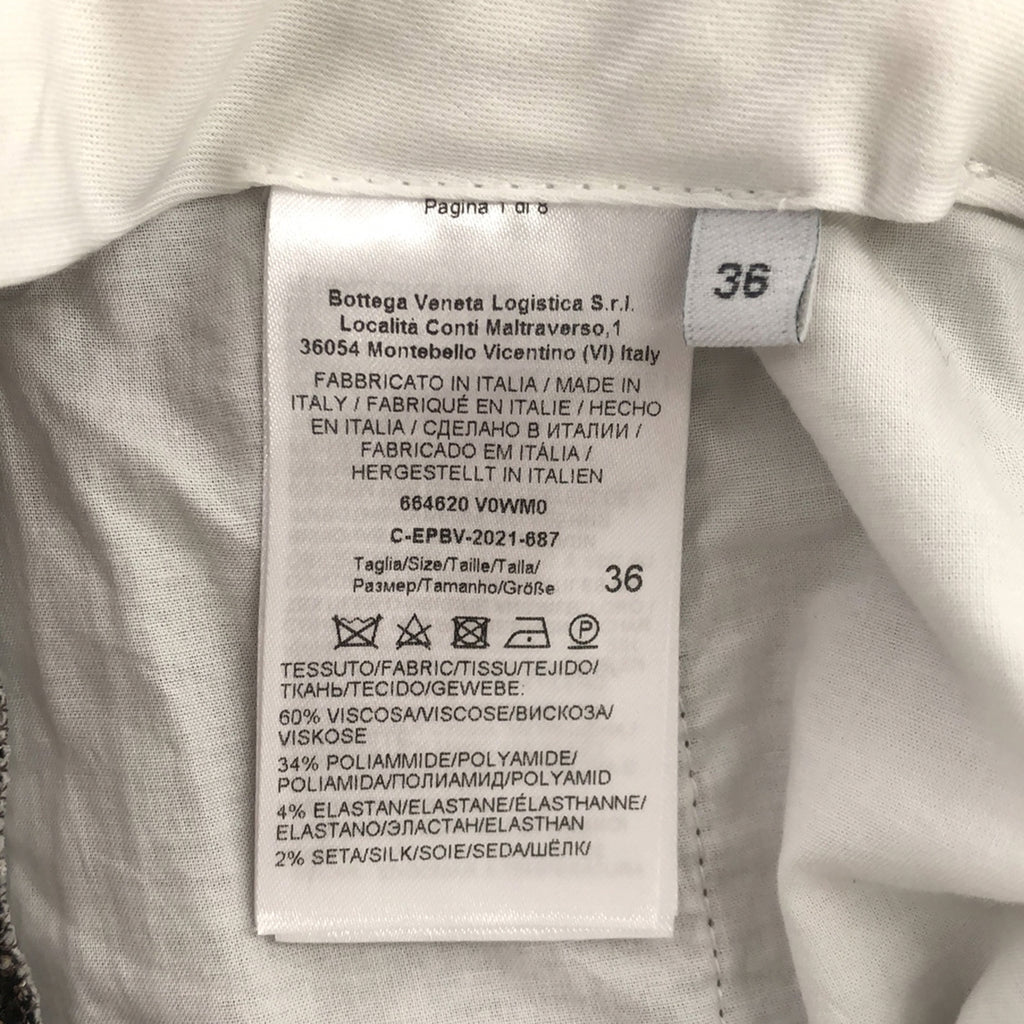 Pagina 1 di 8
36
Bottega Veneta Logistica S.r.l.
Località Conti Maltraverso,1
36054 Montebello Vicentino (VI) Italy
FABBRICATO IN ITALIA / MADE IN
ITALY / FABRIQUÉ EN ITALIE / HECHO
EN ITALIA / СДЕЛАНО В ИТАЛИИ /
FABRICADO EM ITÁLIA /
HERGESTELLT IN ITALIEN
664620 V0WM0
C-EPBV-2021-687
Taglia/Size/Taille/Talla/
Размер/Tamanho/Größe 36
P
TESSUTO/FABRIC/TISSU/TEJIDO/
ТКАНЬ/TECIDO/GEWEBE:
60% VISCOSA/VISCOSE/ВИСКОЗА/
VISKOSE
34% POLIAMMIDE/POLYAMIDE/
POLIAMIDA/ПОЛИАМИД/POLYAMID
4% ELASTAN/ELASTANE/ÉLASTHANNE/
ELASTANO/ЭЛАСТАН/ELASTHAN
2% SETA/SILK/SOIE/SEDA/ШЁЛК/